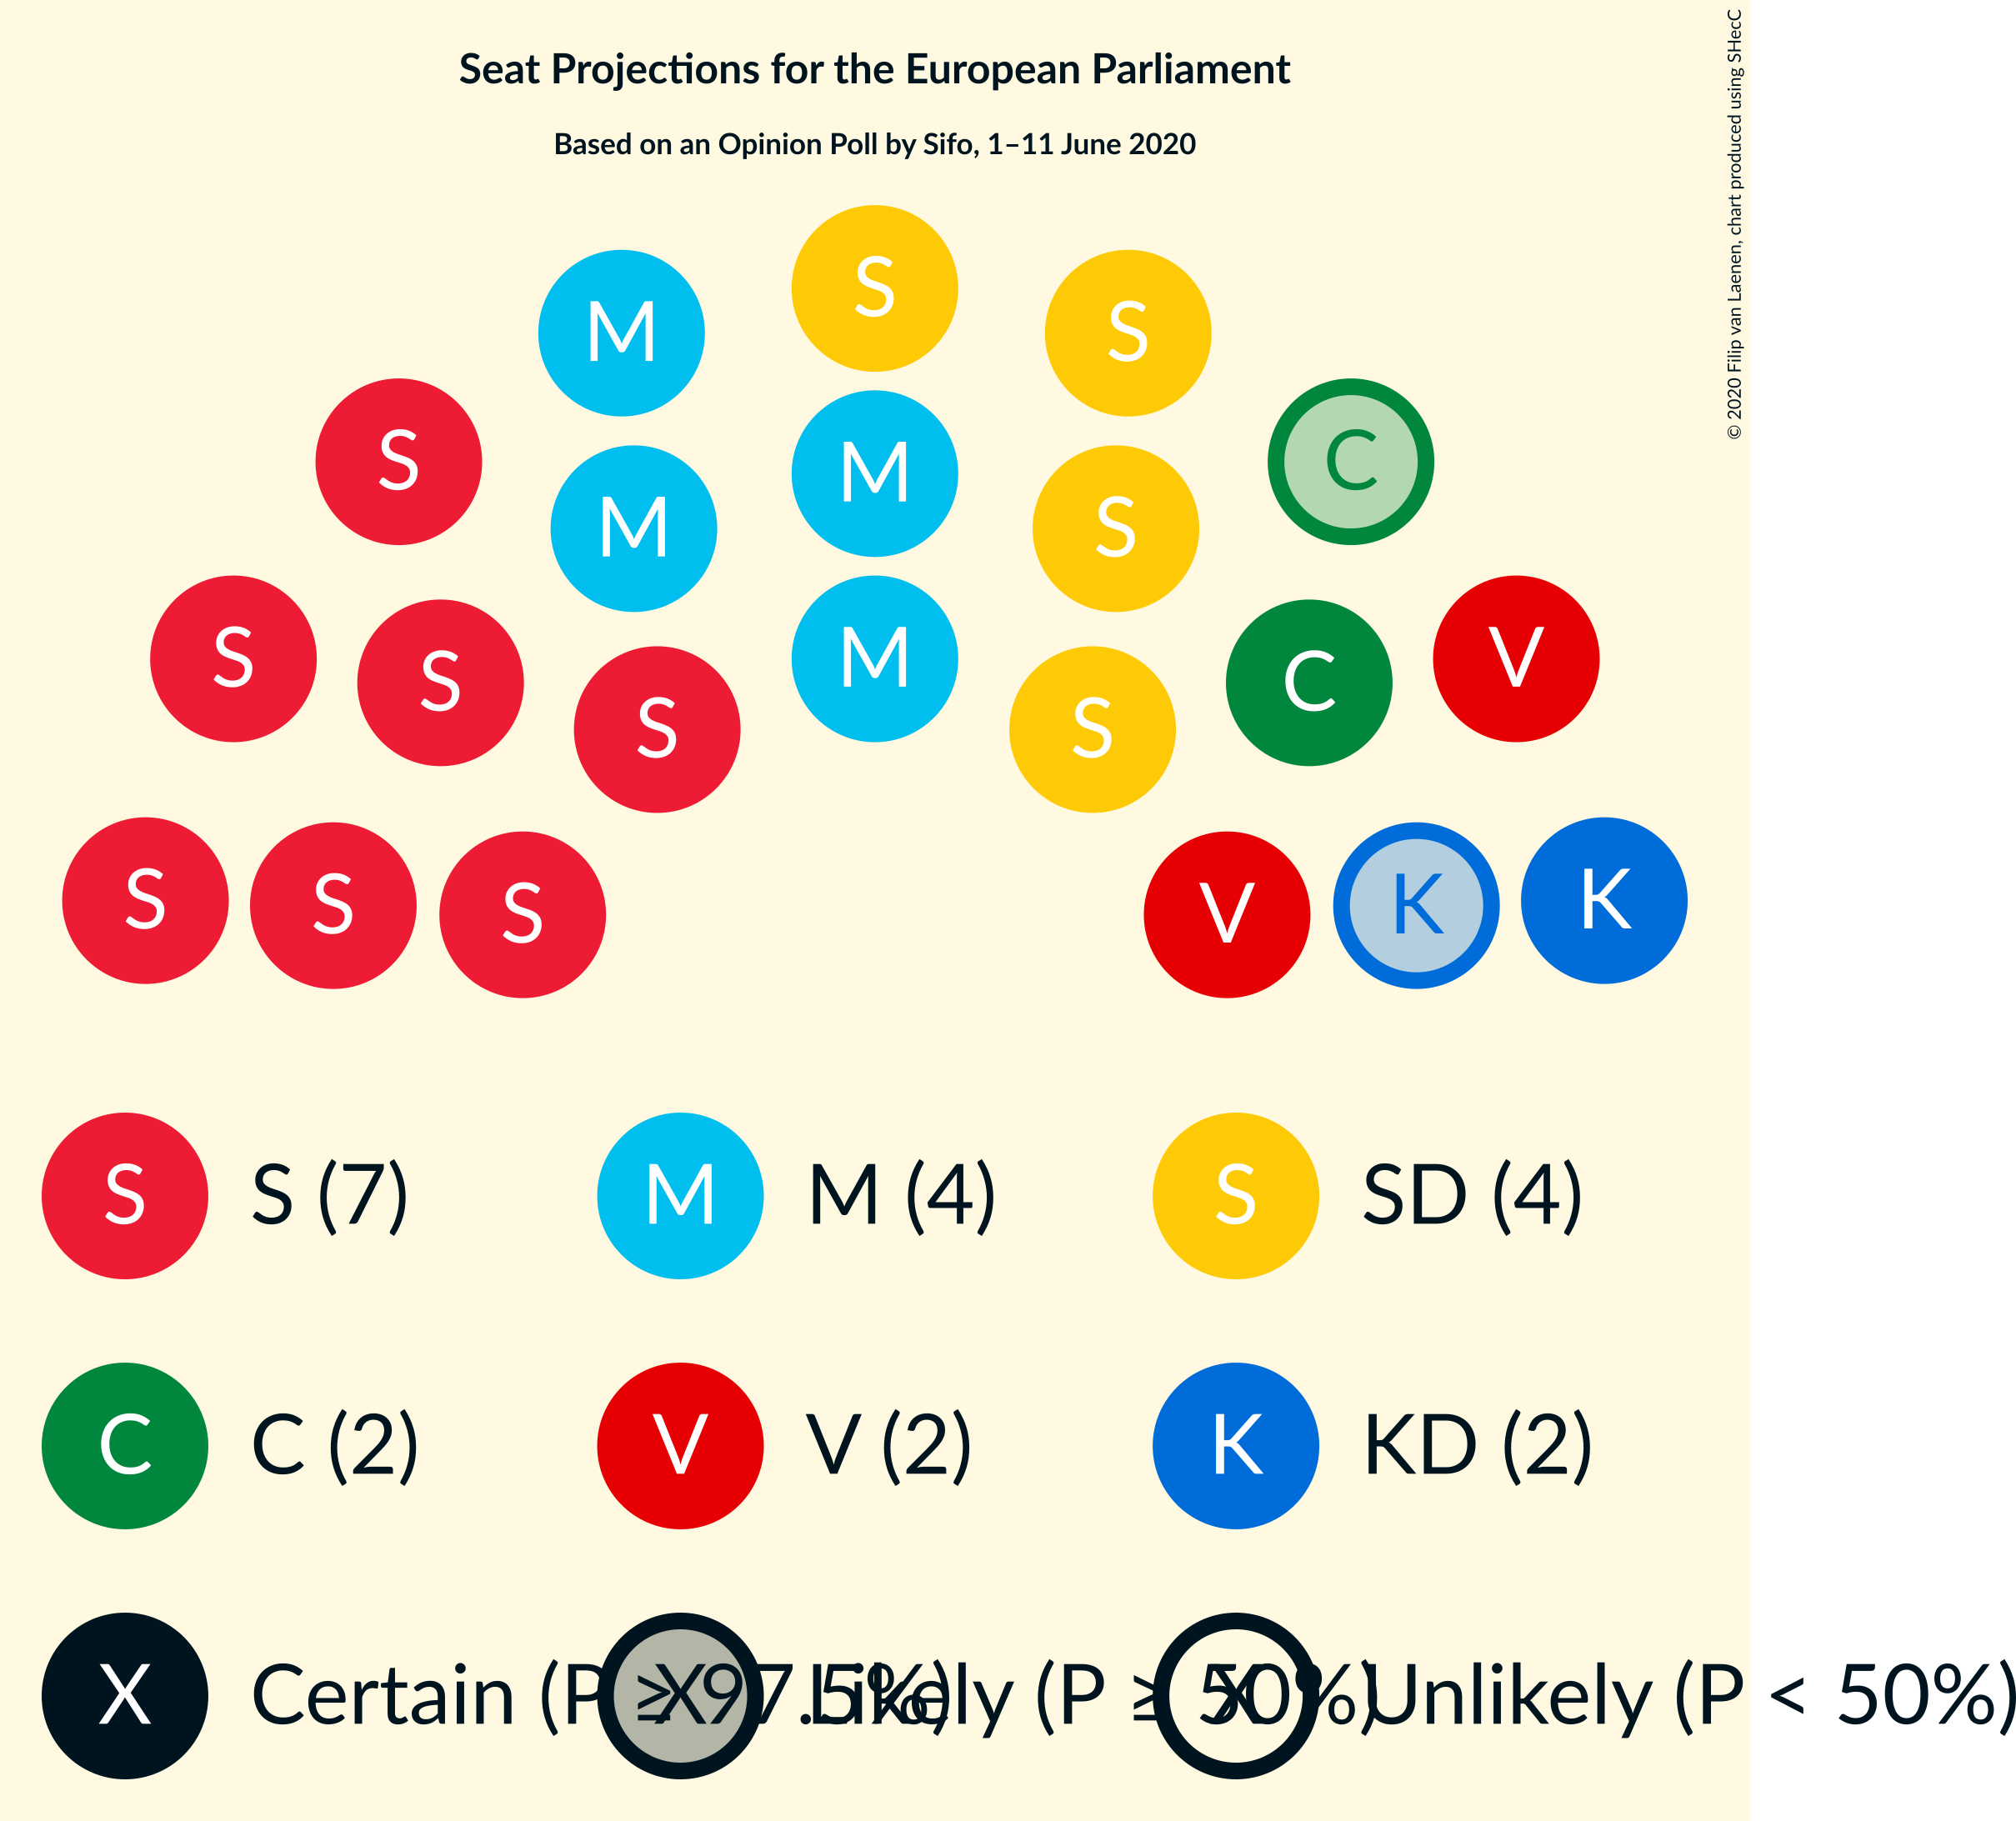 Seat Projections for the European Parliament
Based on an Opinion Poll by Sifo, 1–11 June 2020
© 2020 Filip van Laenen, chart produced using SHecC
S
M S
S M C
M S
S V
S C
M
S S
S K
S K
S V
S S (7) M M (4) S SD (4)
C C (2) V V (2) K KD (2)
X Certain (P ≥ 97.5%) X Likely (P ≥ 50%) X Unlikely (P < 50%)